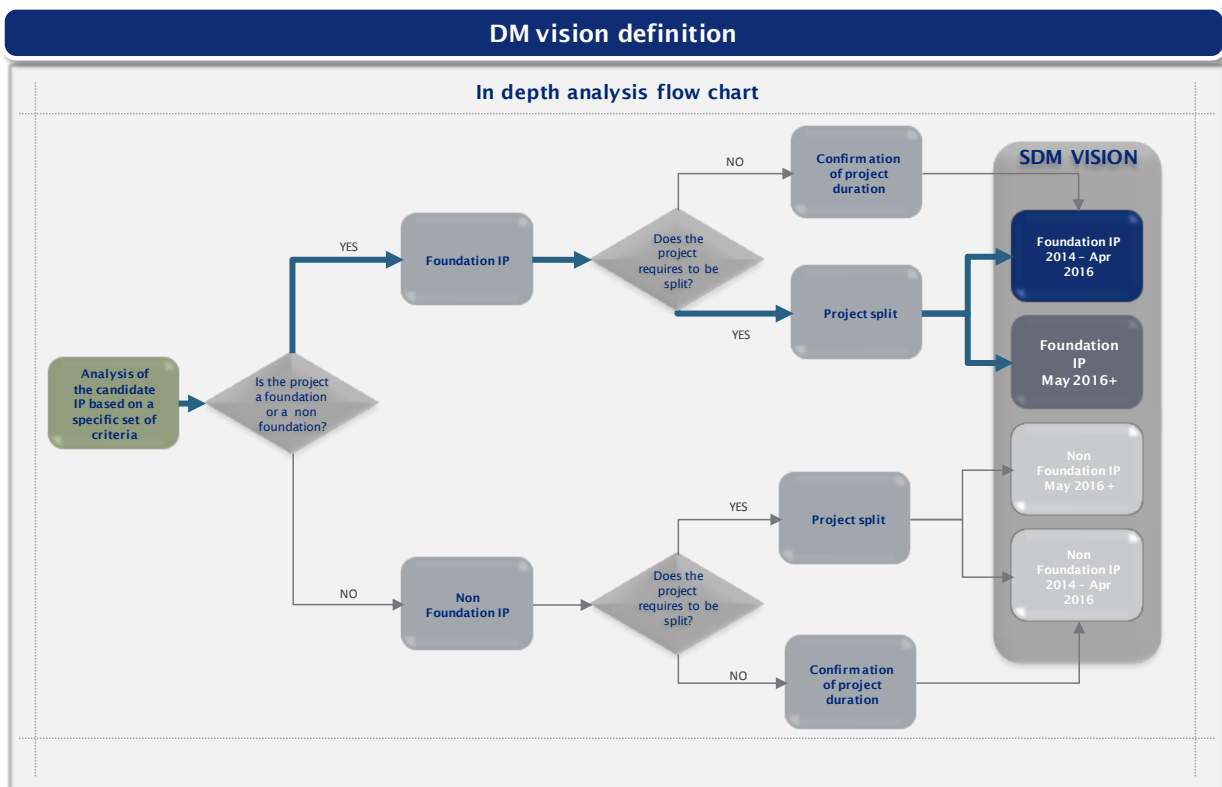 DM vision definition
In depth analysis flow chart
Analysis of
the candidate
IP based on a
specific set of
criteria
Is the project
a foundation
or a non
foundation?
YES
Foundation IP
Does the
project
requires to be
split?
NO
Confirmation
of project
duration
YES
Project split
NO
Non
Foundation IP
Does the
project
requires to be
split?
YES
Project split
NO
Confirmation
of project
duration
SDM VISION
Foundation IP
2014 – Apr
2016
Foundation
IP
May 2016+
Non
Foundation IP
May 2016 +
Non
Foundation IP
2014 – Apr
2016